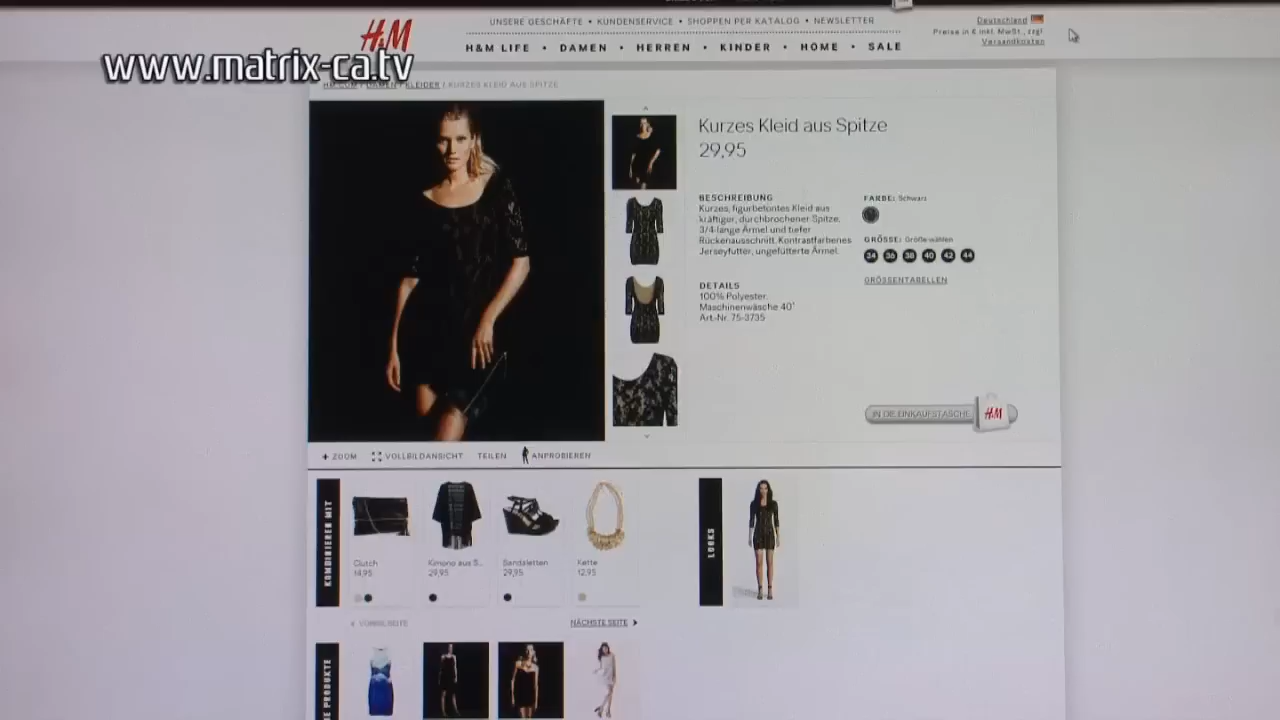 UNSERE GESCHÄFTE • KUNDENSERVICE • SHOPPEN PER KATALOG • NEWSLETTER
Deutschland
Preise in € inkl. MwSt., zzgl.
Versandkosten
H&M
H&M LIFE • DAMEN • HERREN • KINDER • HOME • SALE
www.matrix-ca.tv
KLEIDER / KURZES KLEID AUS SPITZE
Kurzes Kleid aus Spitze
29,95
BESCHREIBUNG
Kurzes, figurbetontes Kleid aus
kräftiger, durchbrochener Spitze.
3/4-lange Ärmel und tiefer
Rückenausschnitt. Kontrastfarbenes
Jerseyfutter, ungefütterte Ärmel.
FARBE: Schwarz
GRÖSSE: Größe wählen
34 36 38 40 42 44
GRÖSSENTABELLEN
DETAILS
100% Polyester.
Maschinenwäsche 40°
Art.-Nr. 75-3735
IN DIE EINKAUFSTASCHE
H&M
ZOOM VOLLBILDANSICHT TEILEN ANPROBIEREN
KOMBINIEREN MIT
Clutch
14,95
Kimono aus S...
29,95
Sandaletten
29,95
Kette
12,95
LOOKS
NÄCHSTE SEITE
E PRODUKTE